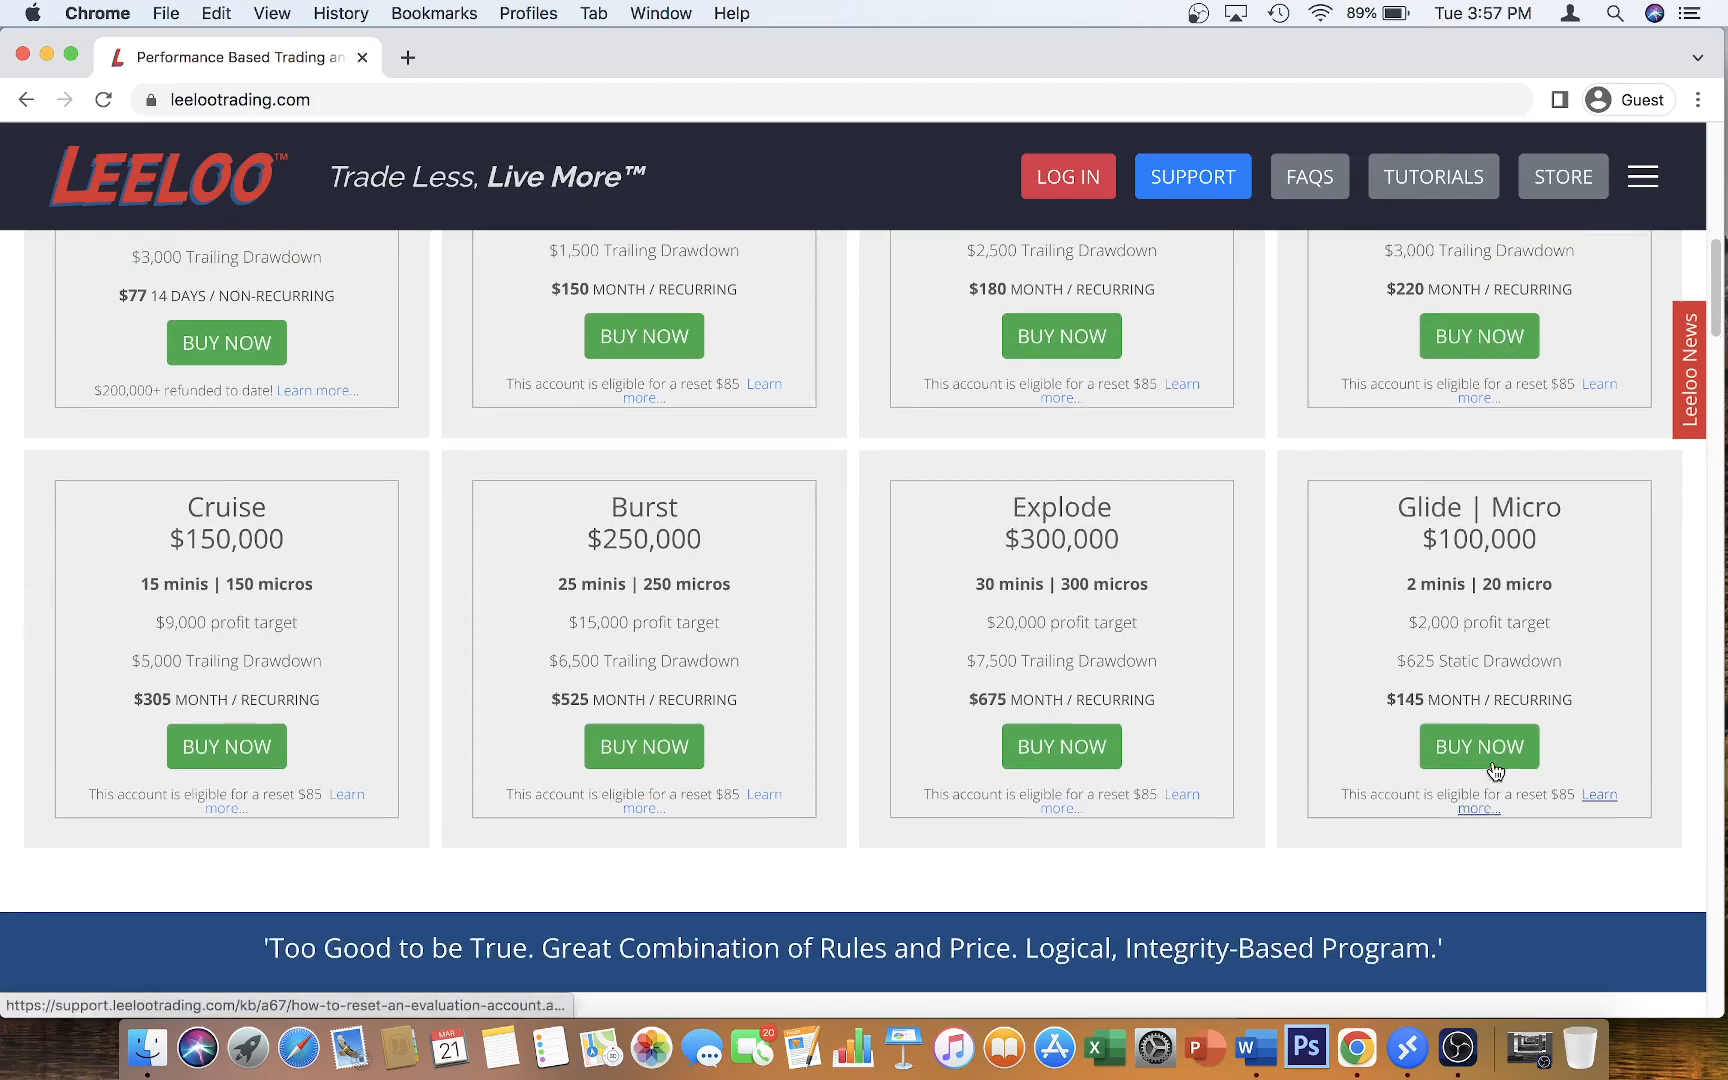 Chrome File Edit View History Bookmarks Profiles Tab Window Help 89% Tue 3:57 PM
Performance Based Trading an
leelootrading.com Guest
LEELOO™ Trade Less, Live More™ LOG IN SUPPORT FAQS TUTORIALS STORE
$3,000 Trailing Drawdown
$77 14 DAYS / NON-RECURRING
BUY NOW
$200,000+ refunded to date! Learn more...
$1,500 Trailing Drawdown
$150 MONTH / RECURRING
BUY NOW
This account is eligible for a reset $85 Learn
more...
$2,500 Trailing Drawdown
$180 MONTH / RECURRING
BUY NOW
This account is eligible for a reset $85 Learn
more...
$3,000 Trailing Drawdown
$220 MONTH / RECURRING
BUY NOW
This account is eligible for a reset $85 Learn
more...
Leeloo News
Cruise
$150,000
15 minis | 150 micros
$9,000 profit target
$5,000 Trailing Drawdown
$305 MONTH / RECURRING
BUY NOW
This account is eligible for a reset $85 Learn
more...
Burst
$250,000
25 minis | 250 micros
$15,000 profit target
$6,500 Trailing Drawdown
$525 MONTH / RECURRING
BUY NOW
This account is eligible for a reset $85 Learn
more...
Explode
$300,000
30 minis | 300 micros
$20,000 profit target
$7,500 Trailing Drawdown
$675 MONTH / RECURRING
BUY NOW
This account is eligible for a reset $85 Learn
more...
Glide | Micro
$100,000
2 minis | 20 micro
$2,000 profit target
$625 Static Drawdown
$145 MONTH / RECURRING
BUY NOW
This account is eligible for a reset $85 Learn
more...
'Too Good to be True. Great Combination of Rules and Price. Logical, Integrity-Based Program.'
https://support.leelootrading.com/kb/a67/how-to-reset-an-evaluation-account.a...
MAR
21
20
X
P
W
Ps